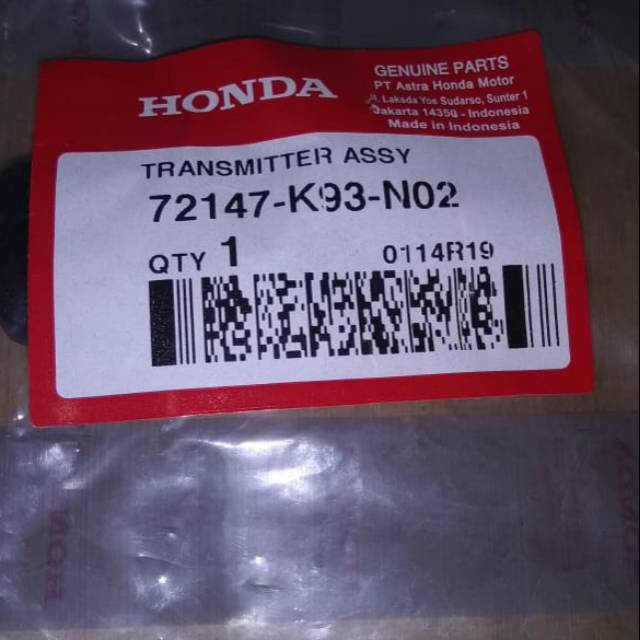 HONDA
GENUINE PARTS
PT Astra Honda Motor
Jl. Laksda Yos Sudarso, Sunter 1
Jakarta 14350 - Indonesia
Made in Indonesia
TRANSMITTER ASSY
72147-K93-N02
QTY 1 0114R19